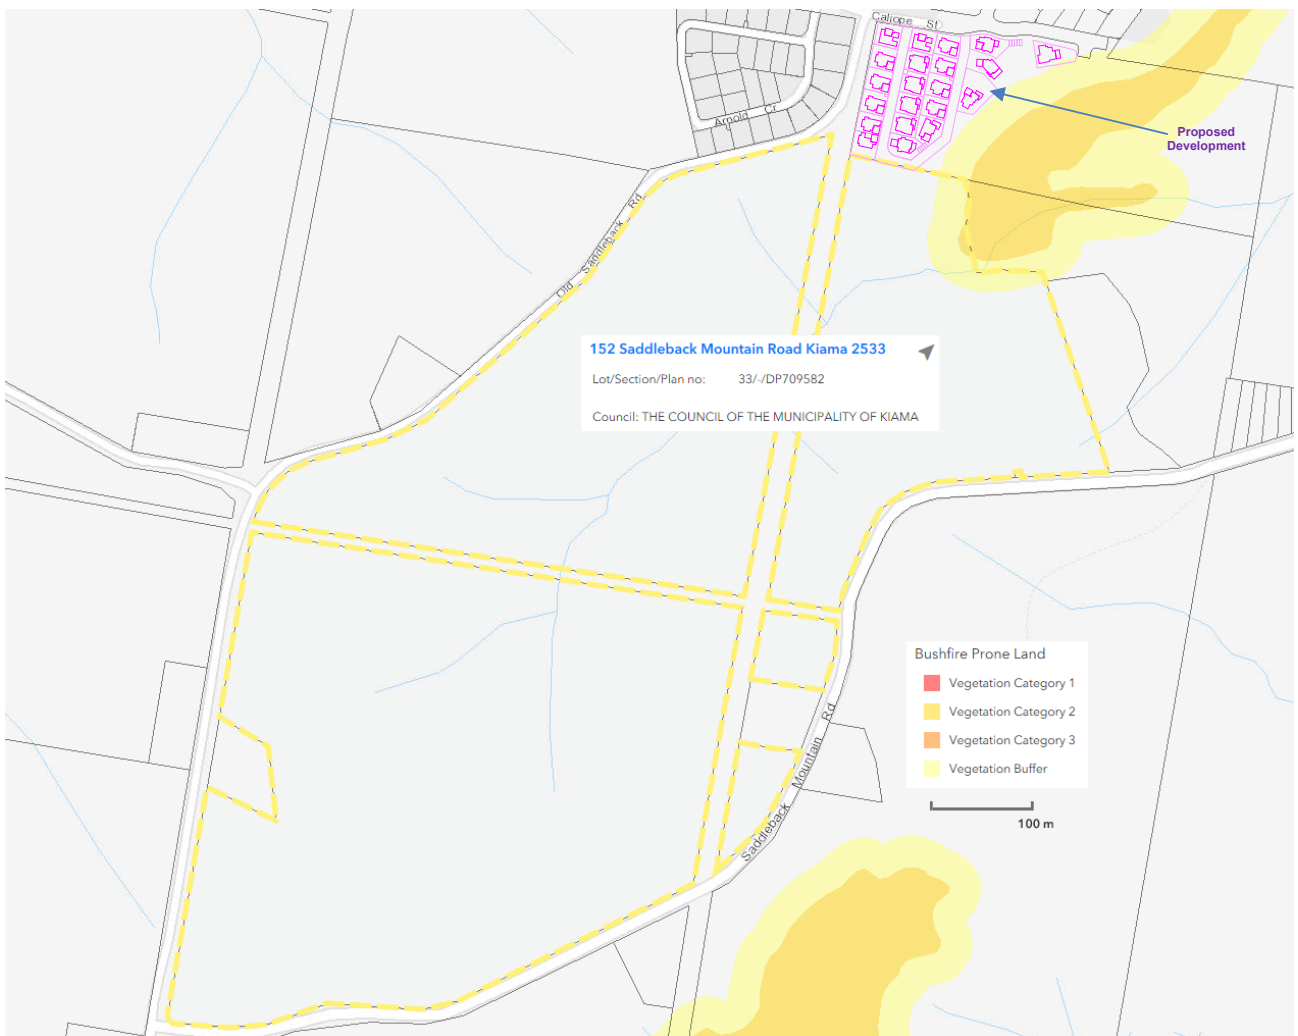 Caliope St
Arnold Cr
Proposed
Development
Old Saddleback Rd
152 Saddleback Mountain Road Kiama 2533
Lot/Section/Plan no: 33/-/DP709582
Council: THE COUNCIL OF THE MUNICIPALITY OF KIAMA
Bushfire Prone Land
Vegetation Category 1
Vegetation Category 2
Vegetation Category 3
Vegetation Buffer
100 m
Saddleback Mountain Rd